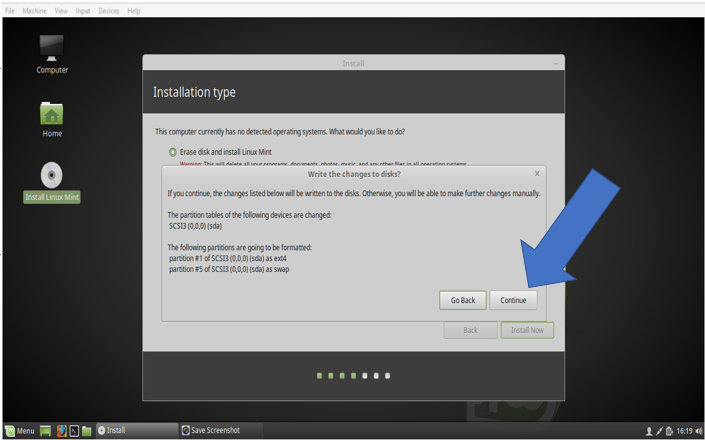 File Machine View Input Devices Help
Computer
Home
Install Linux Mint
Install
Installation type
This computer currently has no detected operating systems. What would you like to do?
Erase disk and install Linux Mint
Warning: This will delete all your programs, documents, photos, music, and any other files in all operating systems.
Write the changes to disks?
If you continue, the changes listed below will be written to the disks. Otherwise, you will be able to make further changes manually.
The partition tables of the following devices are changed:
SCSI3 (0,0,0) (sda)
The following partitions are going to be formatted:
partition #1 of SCSI3 (0,0,0) (sda) as ext4
partition #5 of SCSI3 (0,0,0) (sda) as swap
Go Back Continue
Back Install Now
Menu Install Save Screenshot 16:19